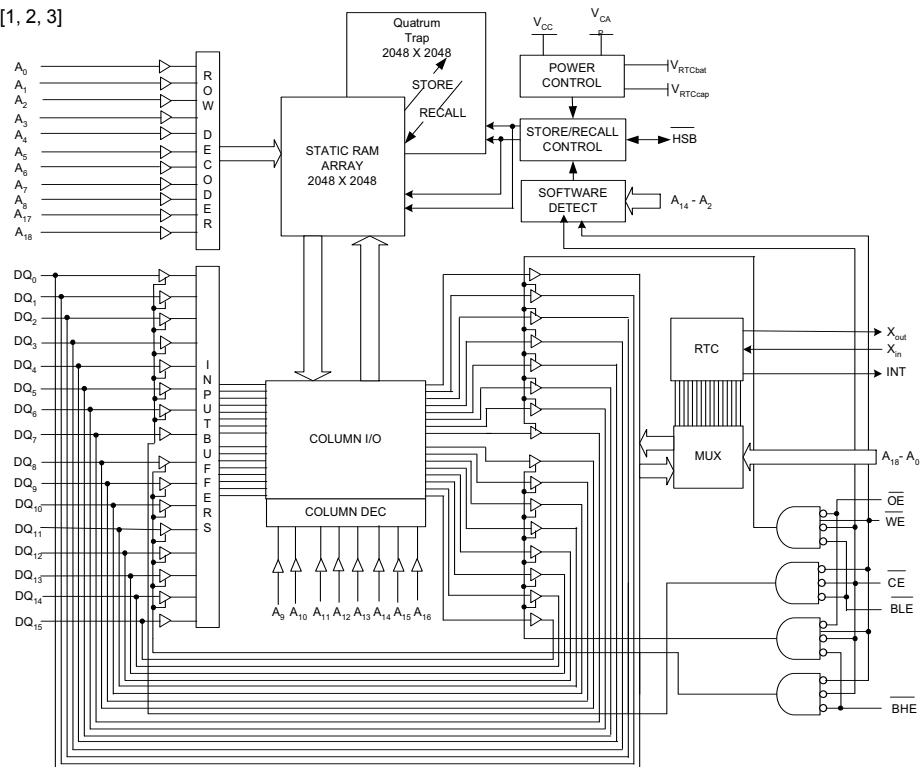 [1, 2, 3]
Quatrum
Trap
2048 X 2048
STORE
RECALL
V_CC
V_CAP
POWER
CONTROL
V_RTCbat
V_RTCcap
A_0
A_1
A_2
A_3
A_4
A_5
A_6
A_7
A_8
A_17
A_18
ROW DECODER
STATIC RAM
ARRAY
2048 X 2048
STORE/RECALL
CONTROL
HSB
SOFTWARE
DETECT
A_14 - A_2
DQ_0
DQ_1
DQ_2
DQ_3
DQ_4
DQ_5
DQ_6
DQ_7
DQ_8
DQ_9
DQ_10
DQ_11
DQ_12
DQ_13
DQ_14
DQ_15
INPUTBUFFERS
COLUMN I/O
COLUMN DEC
A_9 A_10 A_11 A_12 A_13 A_14 A_15 A_16
RTC
X_out
X_in
INT
MUX
A_18- A_0
OE
WE
CE
BLE
BHE